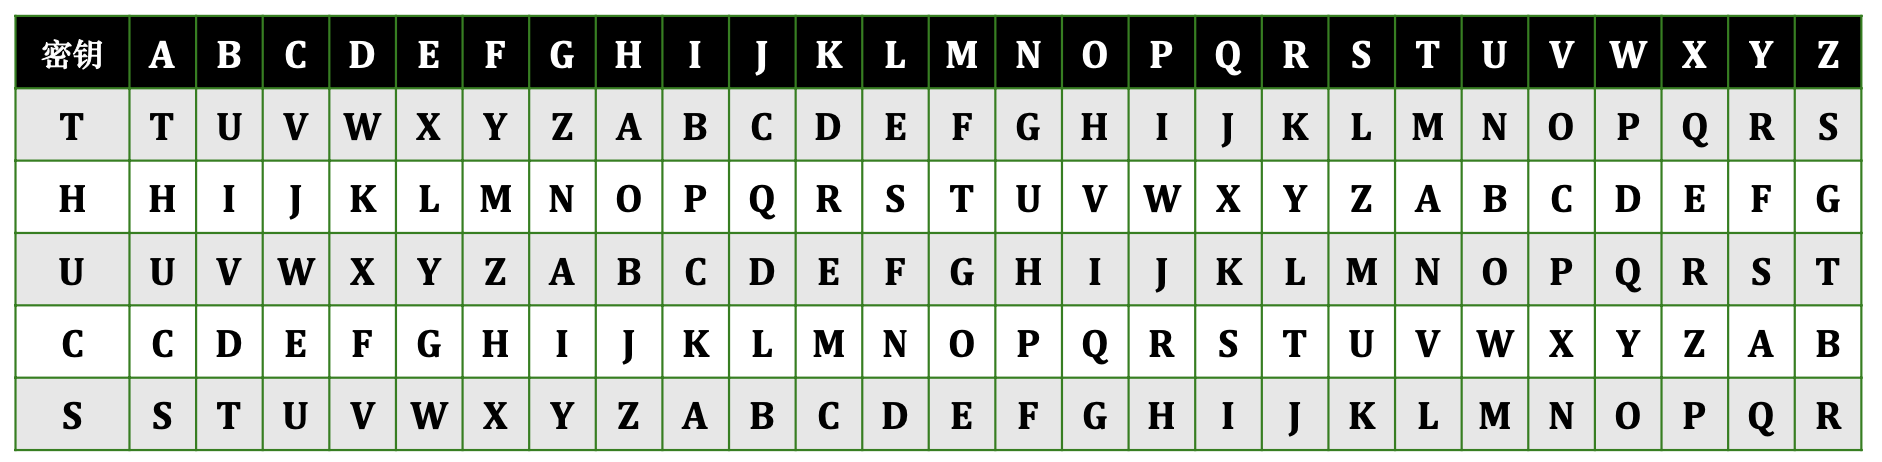 密钥 A B C D E F G H I J K L M N O P Q R S T U V W X Y Z
T T U V W X Y Z A B C D E F G H I J K L M N O P Q R S
H H I J K L M N O P Q R S T U V W X Y Z A B C D E F G
U U V W X Y Z A B C D E F G H I J K L M N O P Q R S T
C C D E F G H I J K L M N O P Q R S T U V W X Y Z A B
S S T U V W X Y Z A B C D E F G H I J K L M N O P Q R